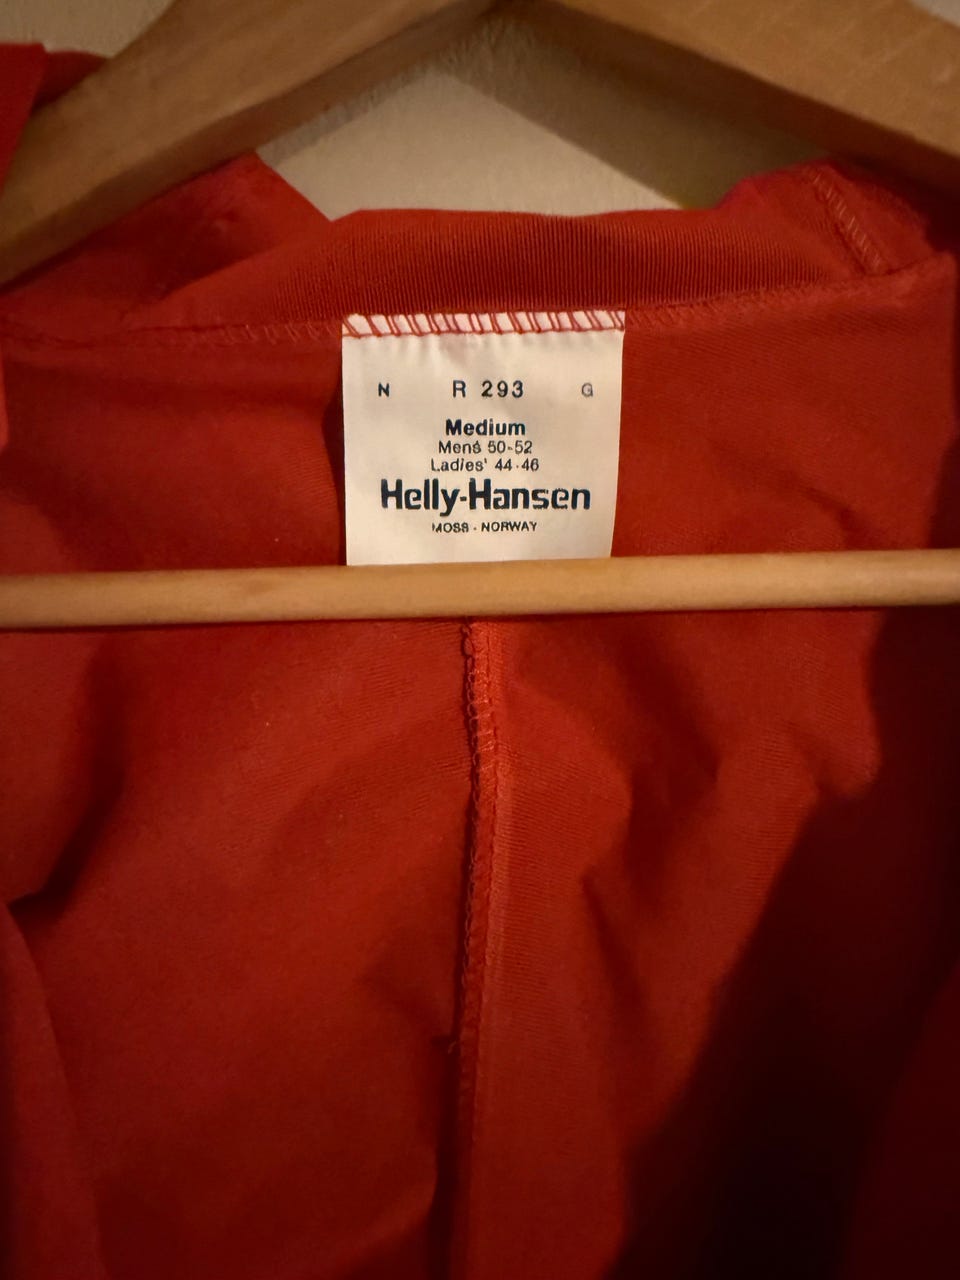 N R 293 G
Medium
Mens 50-52
Ladies' 44-46
Helly-Hansen
MOSS - NORWAY